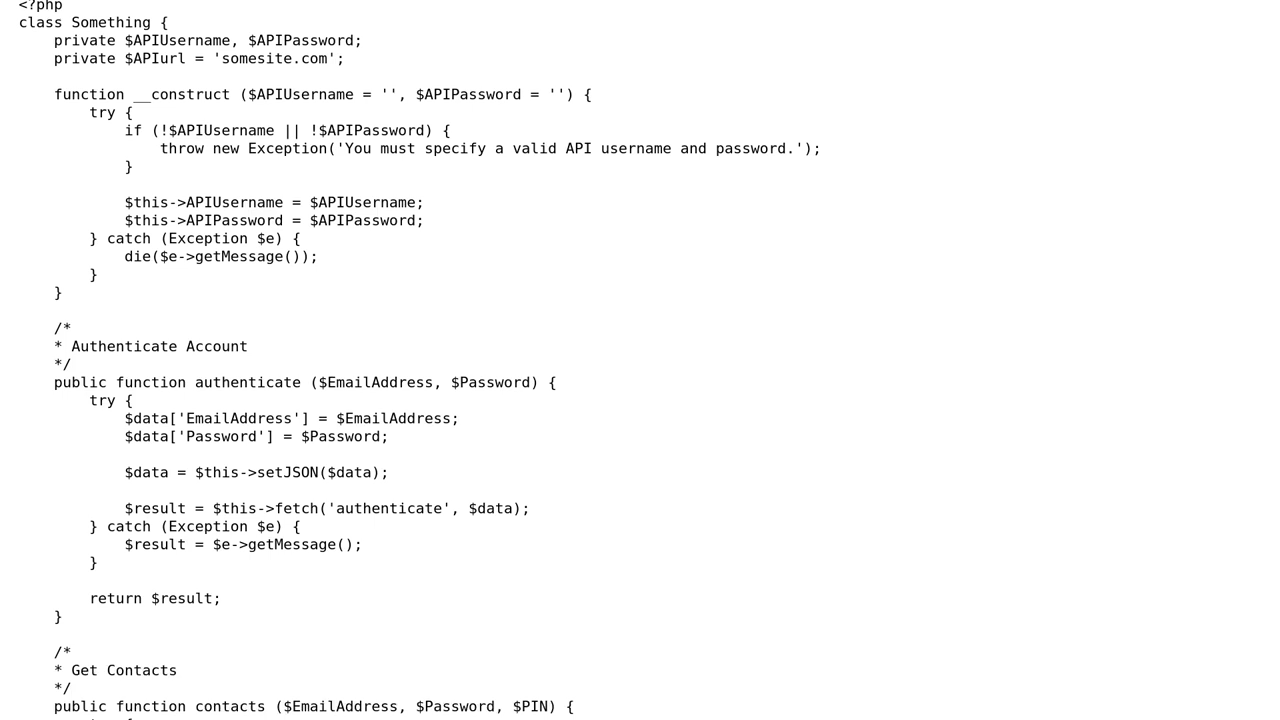 <?php
class Something {
    private $APIUsername, $APIPassword;
    private $APIurl = 'somesite.com';

    function __construct ($APIUsername = '', $APIPassword = '') {
        try {
            if (!$APIUsername || !$APIPassword) {
                throw new Exception('You must specify a valid API username and password.');
            }

            $this->APIUsername = $APIUsername;
            $this->APIPassword = $APIPassword;
        } catch (Exception $e) {
            die($e->getMessage());
        }
    }

    /*
    * Authenticate Account
    */
    public function authenticate ($EmailAddress, $Password) {
        try {
            $data['EmailAddress'] = $EmailAddress;
            $data['Password'] = $Password;

            $data = $this->setJSON($data);

            $result = $this->fetch('authenticate', $data);
        } catch (Exception $e) {
            $result = $e->getMessage();
        }

        return $result;
    }

    /*
    * Get Contacts
    */
    public function contacts ($EmailAddress, $Password, $PIN) {